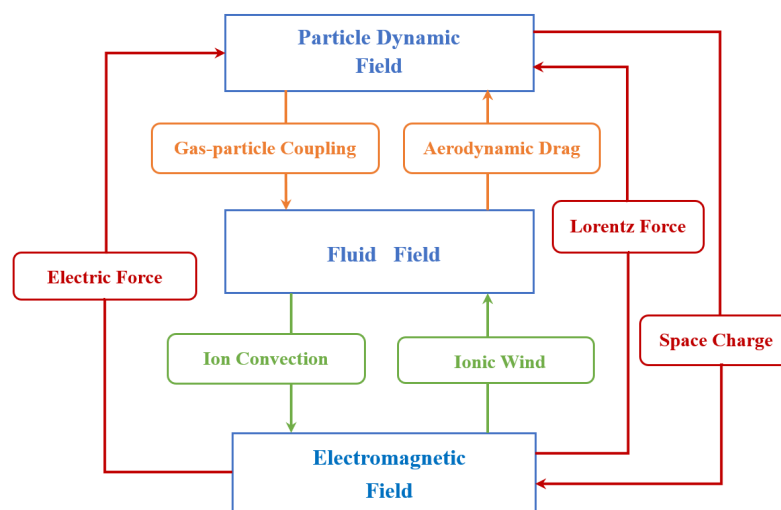 Particle Dynamic
Field
Gas-particle Coupling
Aerodynamic Drag
Lorentz Force
Fluid Field
Electric Force
Space Charge
Ion Convection
Ionic Wind
Electromagnetic
Field